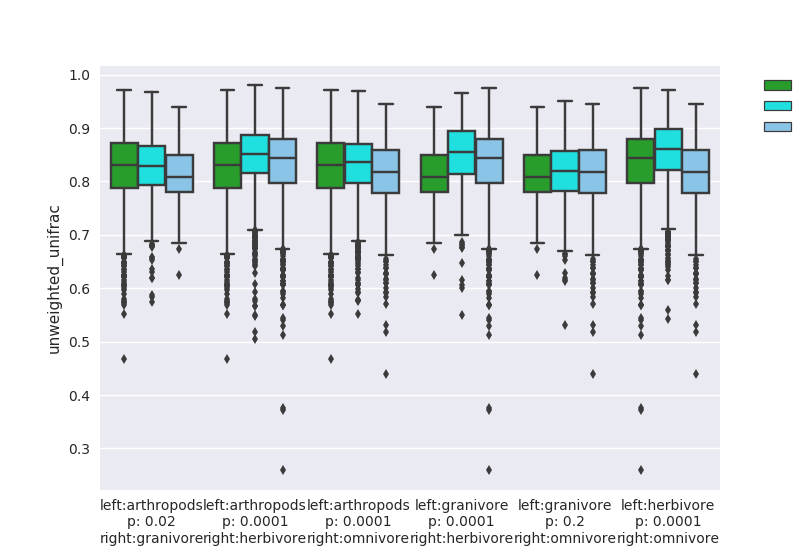 1.0
0.9
0.8
0.7
0.6
0.5
0.4
0.3
unweighted_unifrac
left:arthropods left:arthropods left:arthropods left:granivore left:granivore left:herbivore
p: 0.02 p: 0.0001 p: 0.0001 p: 0.0001 p: 0.2 p: 0.0001
right:granivore right:herbivore right:omnivore right:herbivore right:omnivore right:omnivore